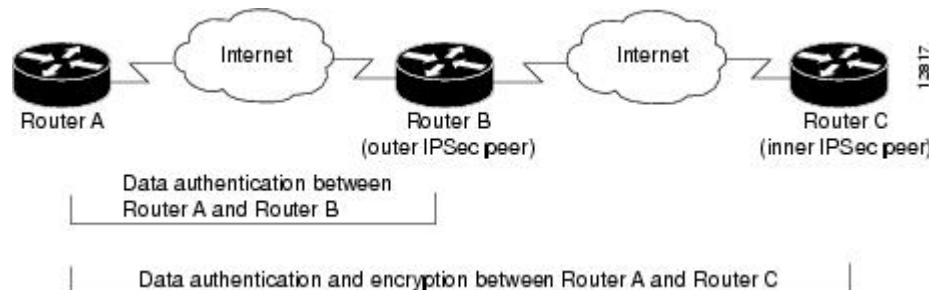 Internet
Internet
12817
Router A
Router B
(outer IPSec peer)
Router C
(inner IPSec peer)
Data authentication between
Router A and Router B
Data authentication and encryption between Router A and Router C